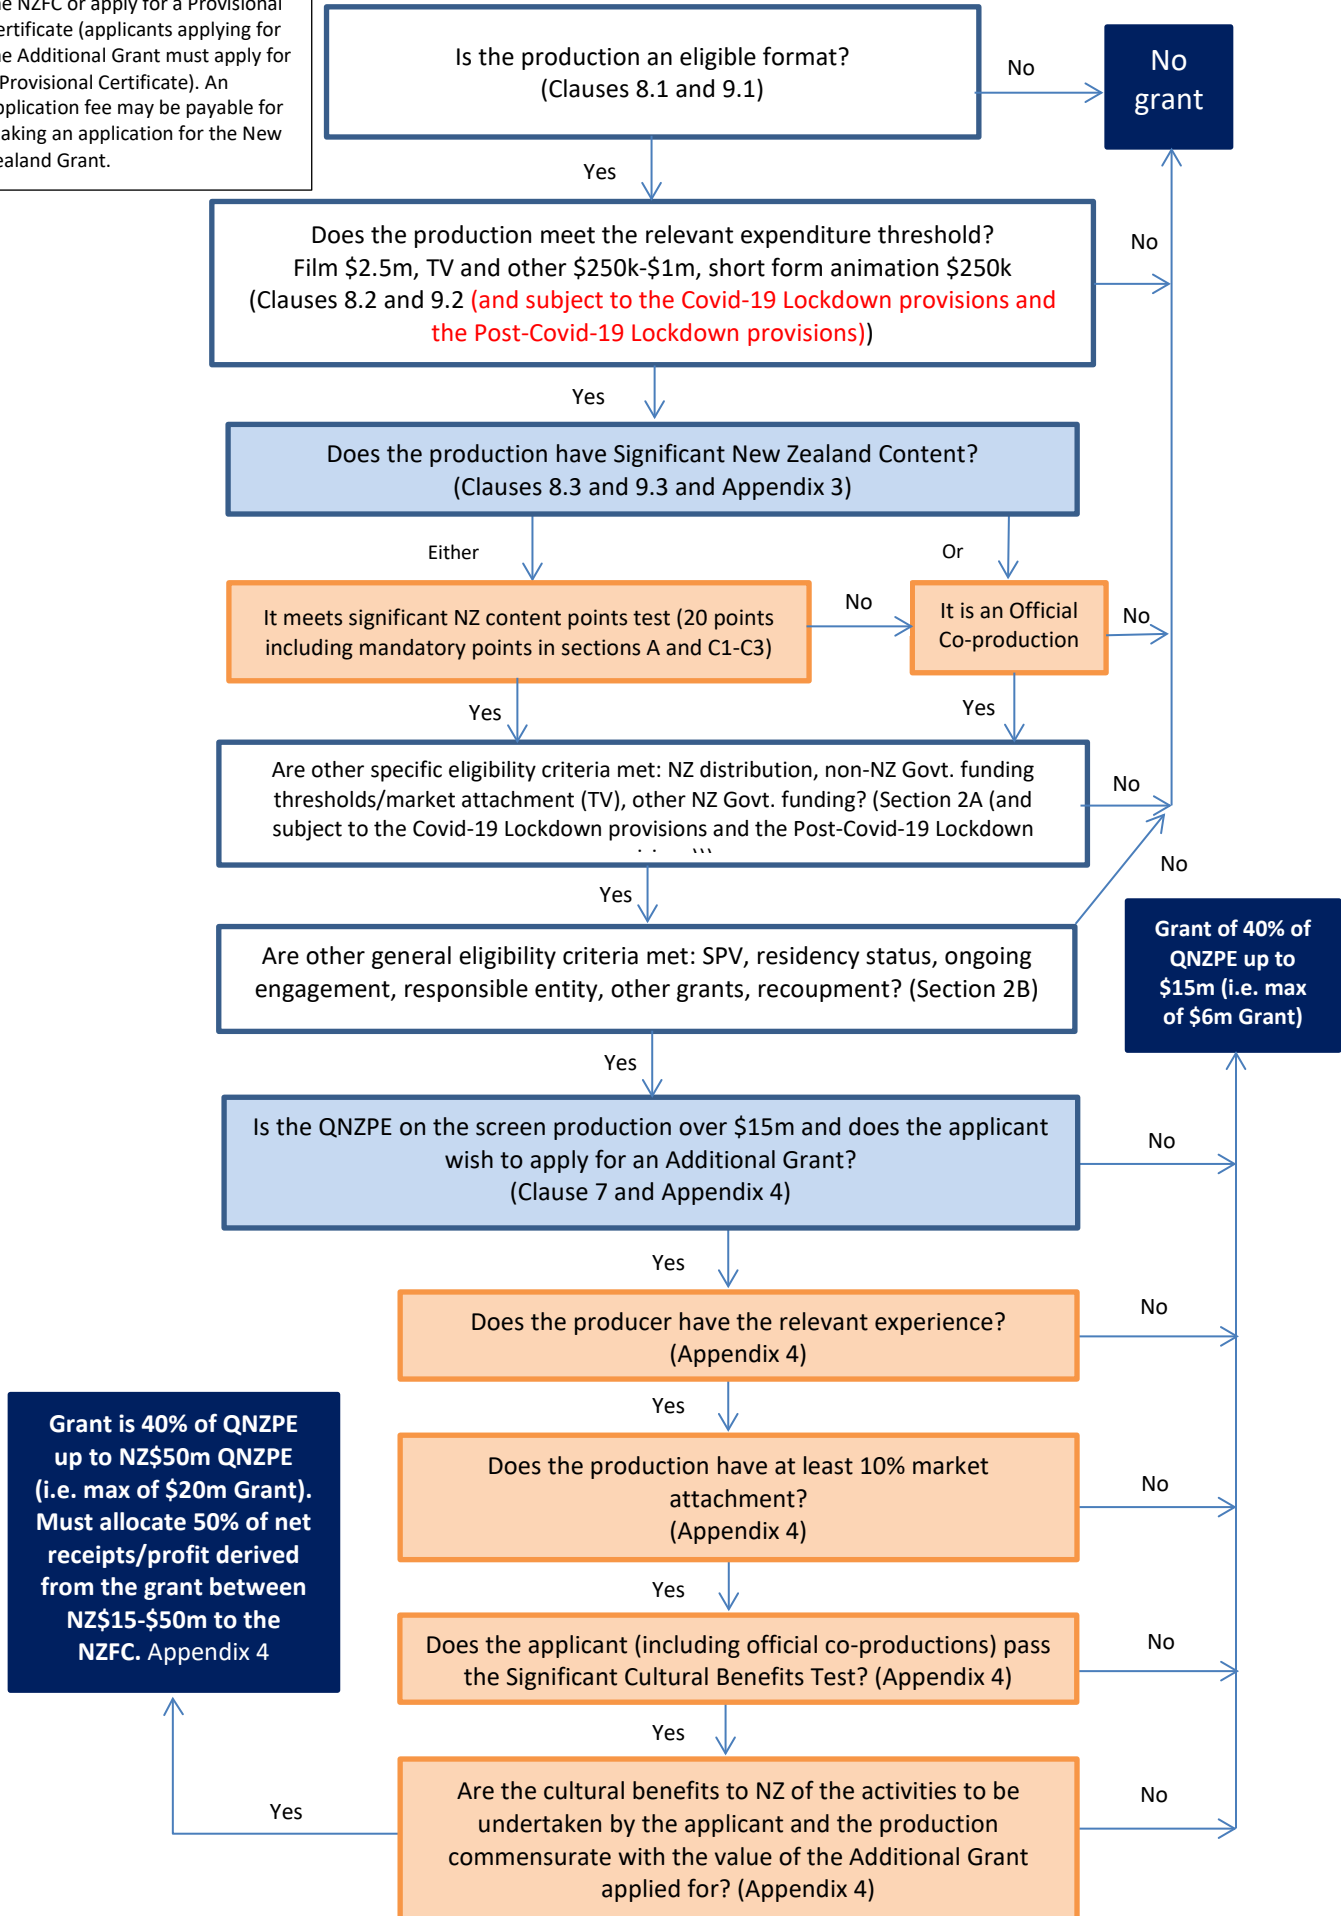 NZFC or apply for a Provisional
(applicants applying for
Additional Grant must apply for
Provisional Certificate). An
fee may be payable for
an application for the New
Grant.
Is the production an eligible format?
(Clauses 8.1 and 9.1)
No
No
grant
Yes
Does the production meet the relevant expenditure threshold?
Film $2.5m, TV and other $250k-$1m, short form animation $250k
(Clauses 8.2 and 9.2 (and subject to the Covid-19 Lockdown provisions and
the Post-Covid-19 Lockdown provisions))
No
Yes
Does the production have Significant New Zealand Content?
(Clauses 8.3 and 9.3 and Appendix 3)
Either
Or
It meets significant NZ content points test (20 points
including mandatory points in sections A and C1-C3)
No
It is an Official
Co-production
No
Yes
Yes
Are other specific eligibility criteria met: NZ distribution, non-NZ Govt. funding
thresholds/market attachment (TV), other NZ Govt. funding? (Section 2A (and
subject to the Covid-19 Lockdown provisions and the Post-Covid-19 Lockdown
No
Yes
No
Are other general eligibility criteria met: SPV, residency status, ongoing
engagement, responsible entity, other grants, recoupment? (Section 2B)
Grant of 40% of
QNZPE up to
$15m (i.e. max
of $6m Grant)
Yes
Is the QNZPE on the screen production over $15m and does the applicant
wish to apply for an Additional Grant?
(Clause 7 and Appendix 4)
No
Yes
Does the producer have the relevant experience?
(Appendix 4)
No
Yes
Does the production have at least 10% market
attachment?
(Appendix 4)
No
Yes
Does the applicant (including official co-productions) pass
the Significant Cultural Benefits Test? (Appendix 4)
No
Yes
Are the cultural benefits to NZ of the activities to be
undertaken by the applicant and the production
commensurate with the value of the Additional Grant
applied for? (Appendix 4)
No
Yes
Grant is 40% of QNZPE
up to NZ$50m QNZPE
(i.e. max of $20m Grant).
Must allocate 50% of net
receipts/profit derived
from the grant between
NZ$15-$50m to the
NZFC. Appendix 4